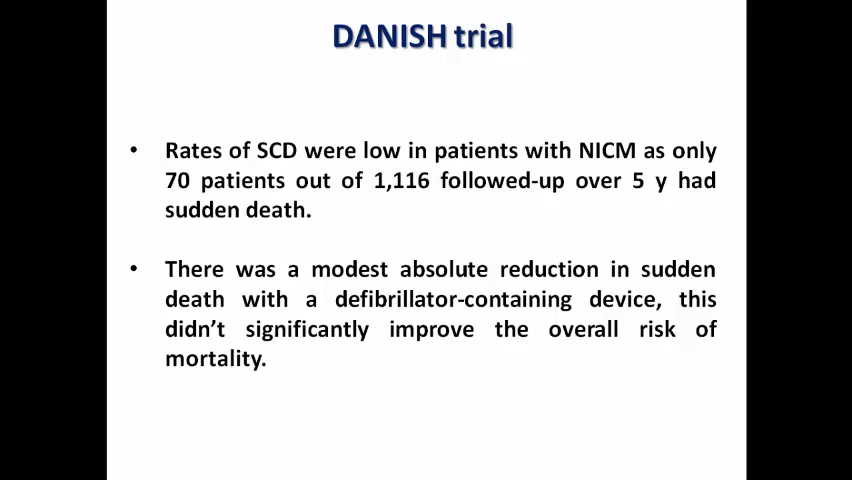 DANISH trial
• Rates of SCD were low in patients with NICM as only
70 patients out of 1,116 followed-up over 5 y had
sudden death.
• There was a modest absolute reduction in sudden
death with a defibrillator-containing device, this
didn’t significantly improve the overall risk of
mortality.